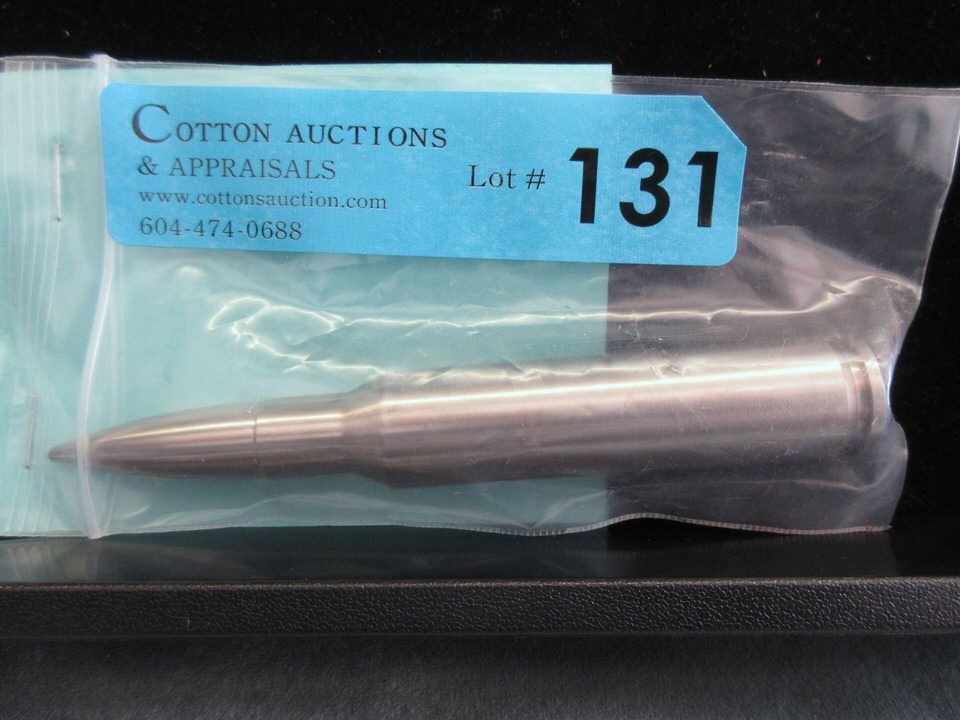 COTTON AUCTIONS
& APPRAISALS
www.cottonsauction.com
604-474-0688
Lot # 131